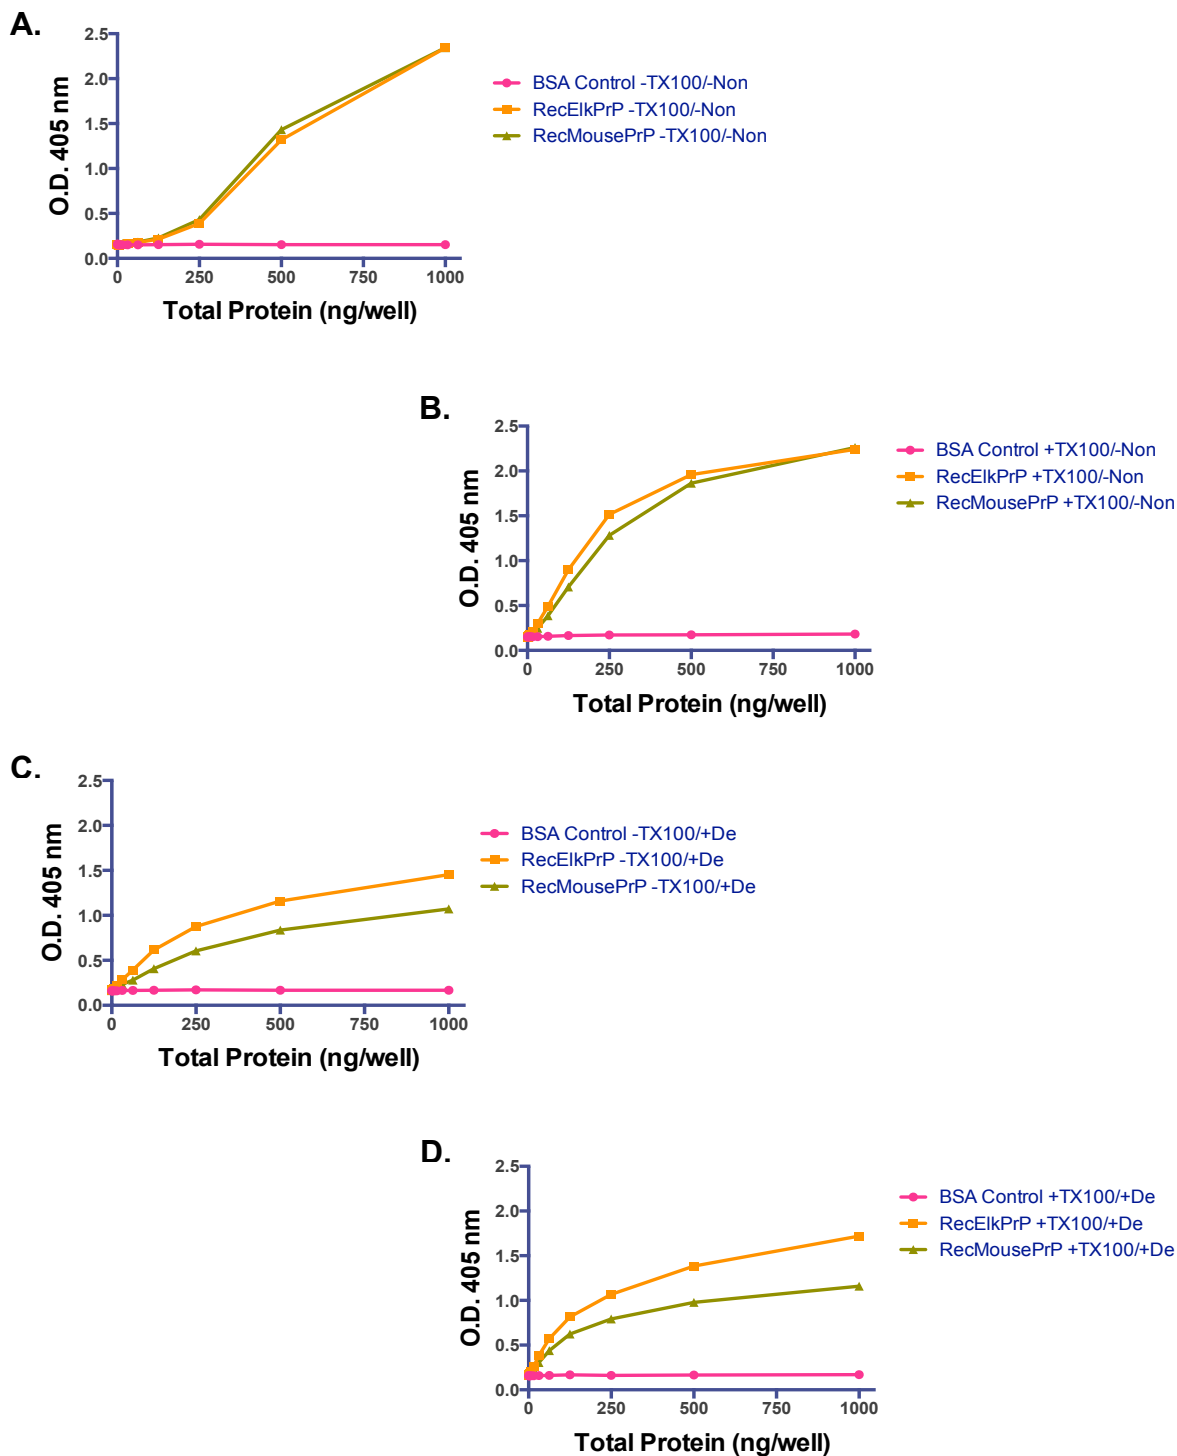 A.
2.5
2.0
1.5
1.0
0.5
0.0
O.D. 405 nm
0 250 500 750 1000
Total Protein (ng/well)
BSA Control -TX100/-Non
RecElkPrP -TX100/-Non
RecMousePrP -TX100/-Non
B.
2.5
2.0
1.5
1.0
0.5
0.0
O.D. 405 nm
0 250 500 750 1000
Total Protein (ng/well)
BSA Control +TX100/-Non
RecElkPrP +TX100/-Non
RecMousePrP +TX100/-Non
C.
2.5
2.0
1.5
1.0
0.5
0.0
O.D. 405 nm
0 250 500 750 1000
Total Protein (ng/well)
BSA Control -TX100/+De
RecElkPrP -TX100/+De
RecMousePrP -TX100/+De
D.
2.5
2.0
1.5
1.0
0.5
0.0
O.D. 405 nm
0 250 500 750 1000
Total Protein (ng/well)
BSA Control +TX100/+De
RecElkPrP +TX100/+De
RecMousePrP +TX100/+De